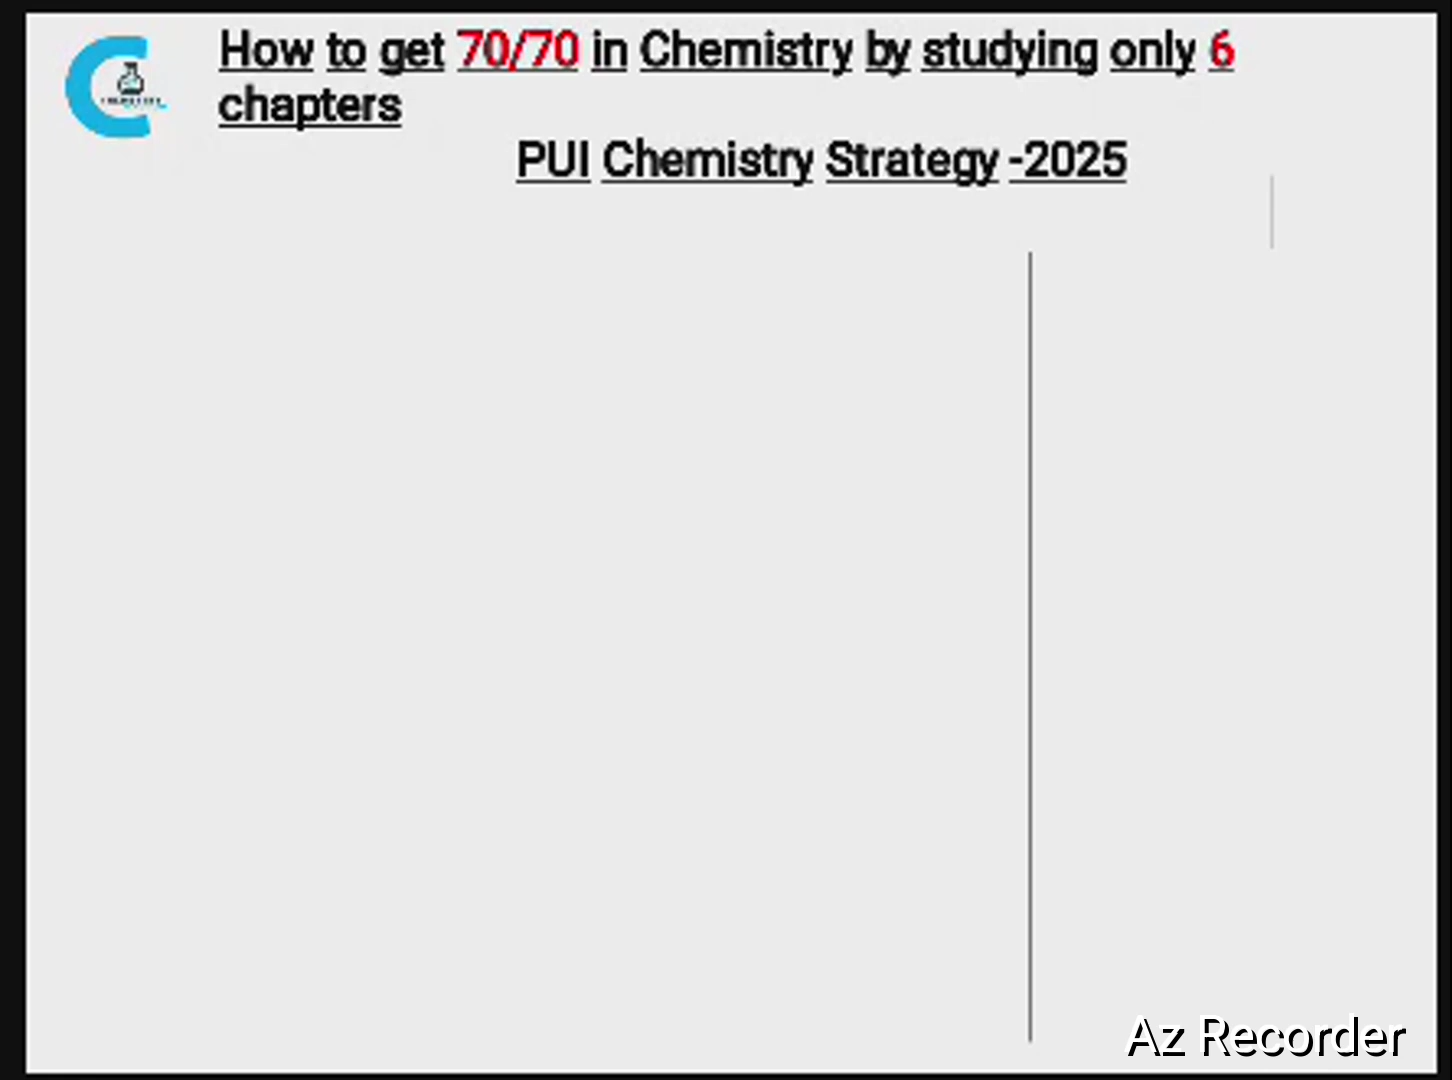 How to get 70/70 in Chemistry by studying only 6
chapters
PUI Chemistry Strategy -2025
Az Recorder